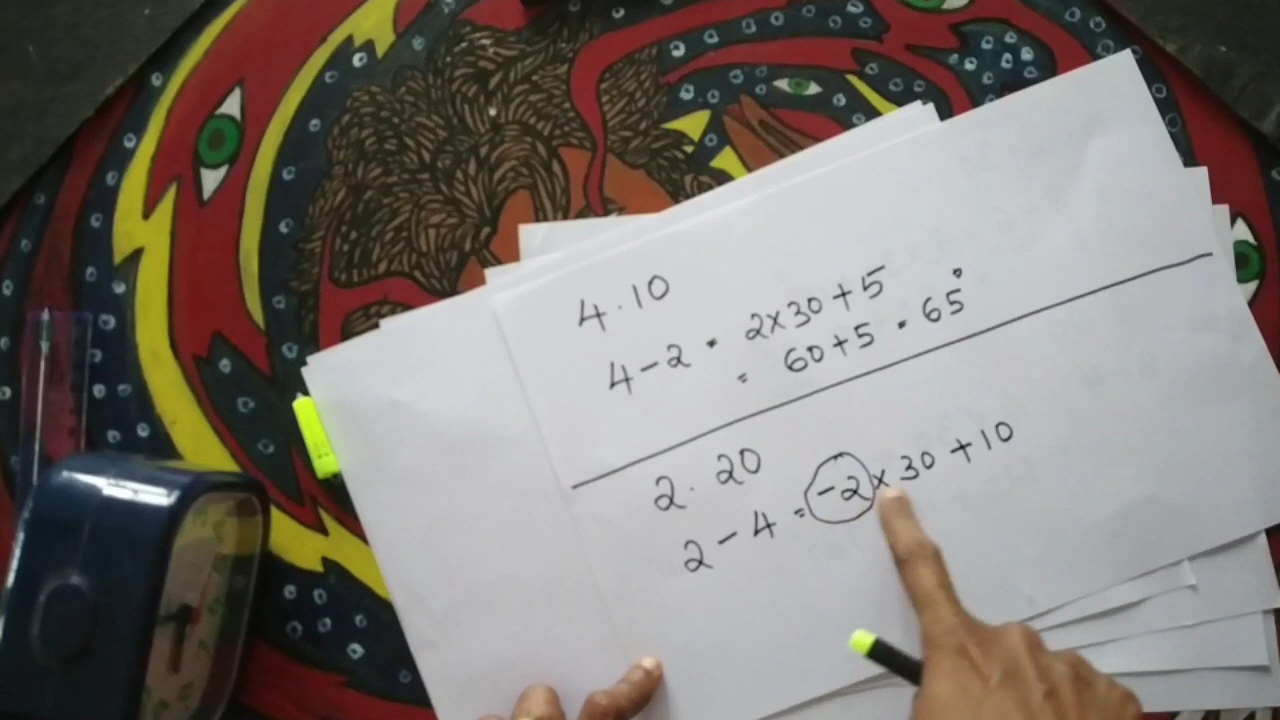 4.10
4-2 = 2x30+5
= 60+5 = 65°
2.20
2-4 = -2x30+10